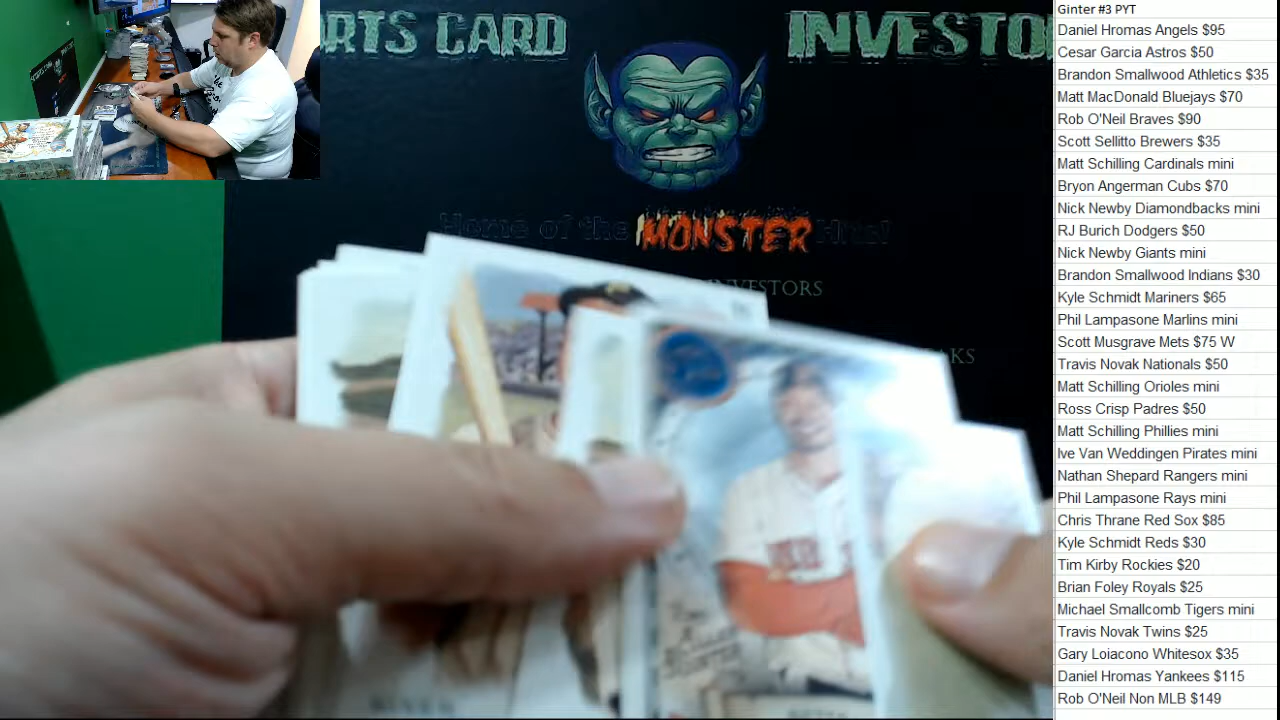 RTS CARD INVESTO
Home of the MONSTER Hits!
NVESTORS
AKS
Ginter #3 PYT
Daniel Hromas Angels $95
Cesar Garcia Astros $50
Brandon Smallwood Athletics $35
Matt MacDonald Bluejays $70
Rob O'Neil Braves $90
Scott Sellitto Brewers $35
Matt Schilling Cardinals mini
Bryon Angerman Cubs $70
Nick Newby Diamondbacks mini
RJ Burich Dodgers $50
Nick Newby Giants mini
Brandon Smallwood Indians $30
Kyle Schmidt Mariners $65
Phil Lampasone Marlins mini
Scott Musgrave Mets $75 W
Travis Novak Nationals $50
Matt Schilling Orioles mini
Ross Crisp Padres $50
Matt Schilling Phillies mini
Ive Van Weddingen Pirates mini
Nathan Shepard Rangers mini
Phil Lampasone Rays mini
Chris Thrane Red Sox $85
Kyle Schmidt Reds $30
Tim Kirby Rockies $20
Brian Foley Royals $25
Michael Smallcomb Tigers mini
Travis Novak Twins $25
Gary Loiacono Whitesox $35
Daniel Hromas Yankees $115
Rob O'Neil Non MLB $149